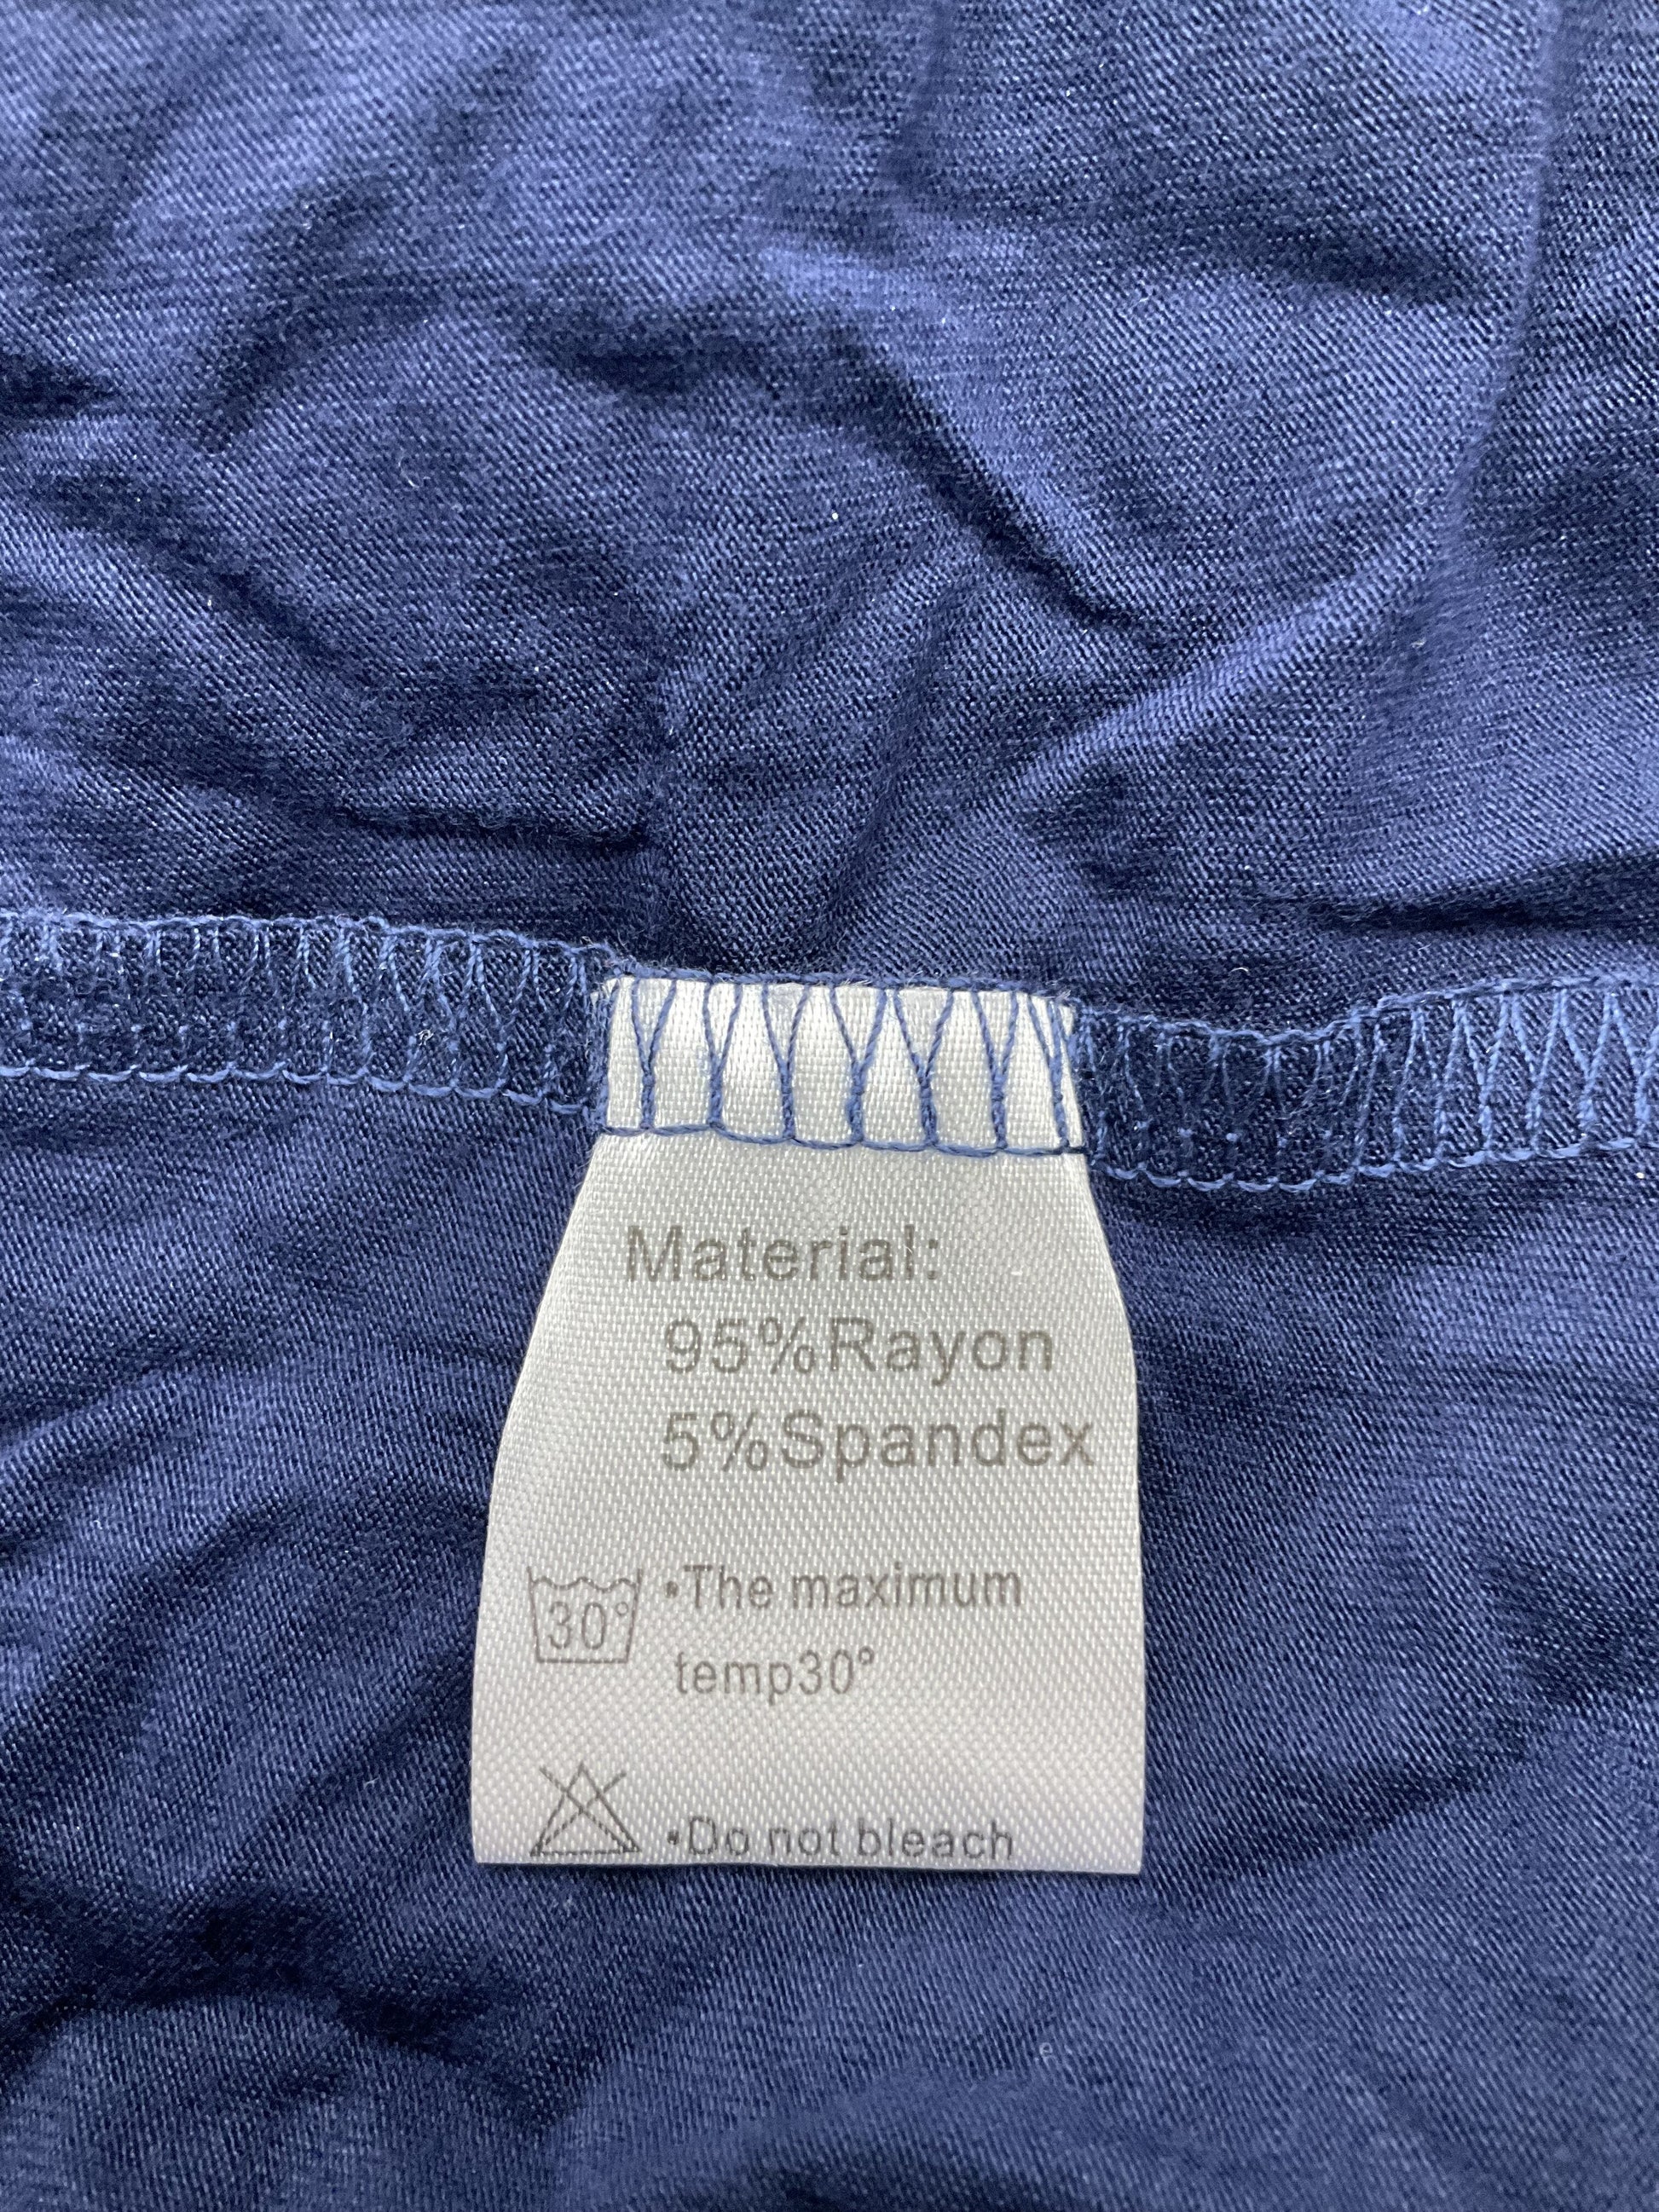 Material:
95%Rayon
5%Spandex
30°
•The maximum
temp30°
•Do not bleach